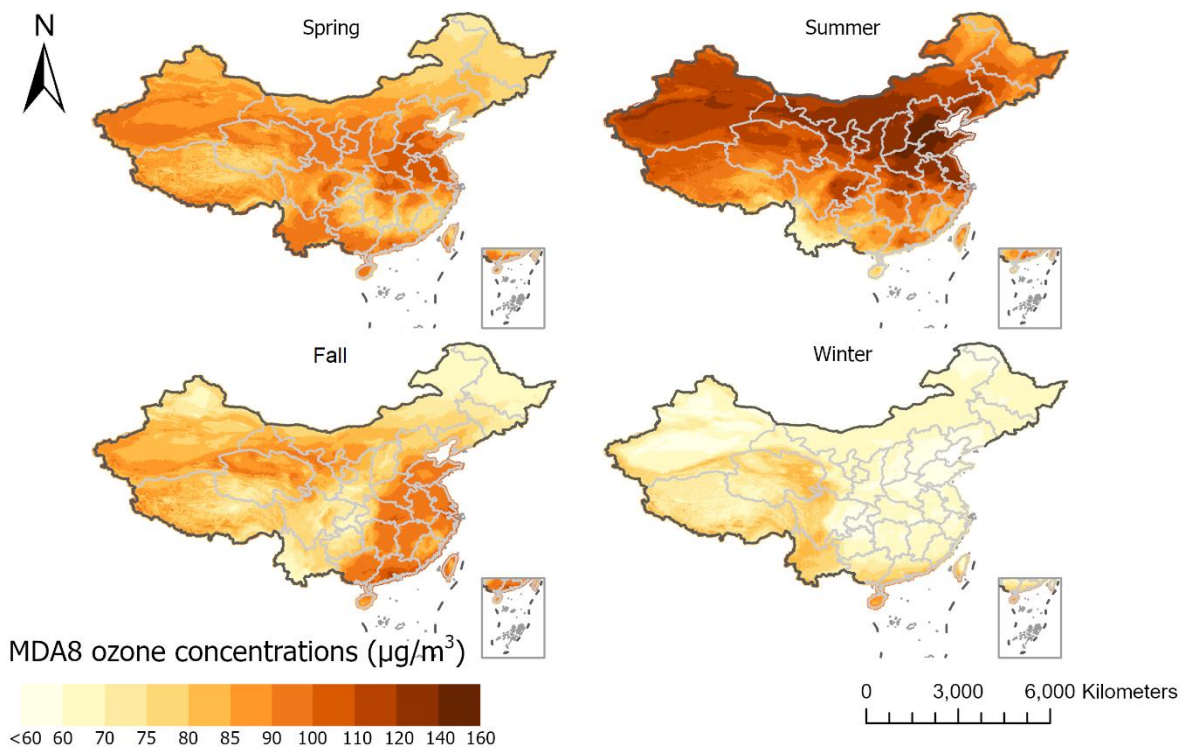 N
Spring
Summer
Fall
Winter
MDA8 ozone concentrations (µg/m³)
<60 60 70 75 80 85 90 100 110 120 140 160
0 3,000 6,000 Kilometers